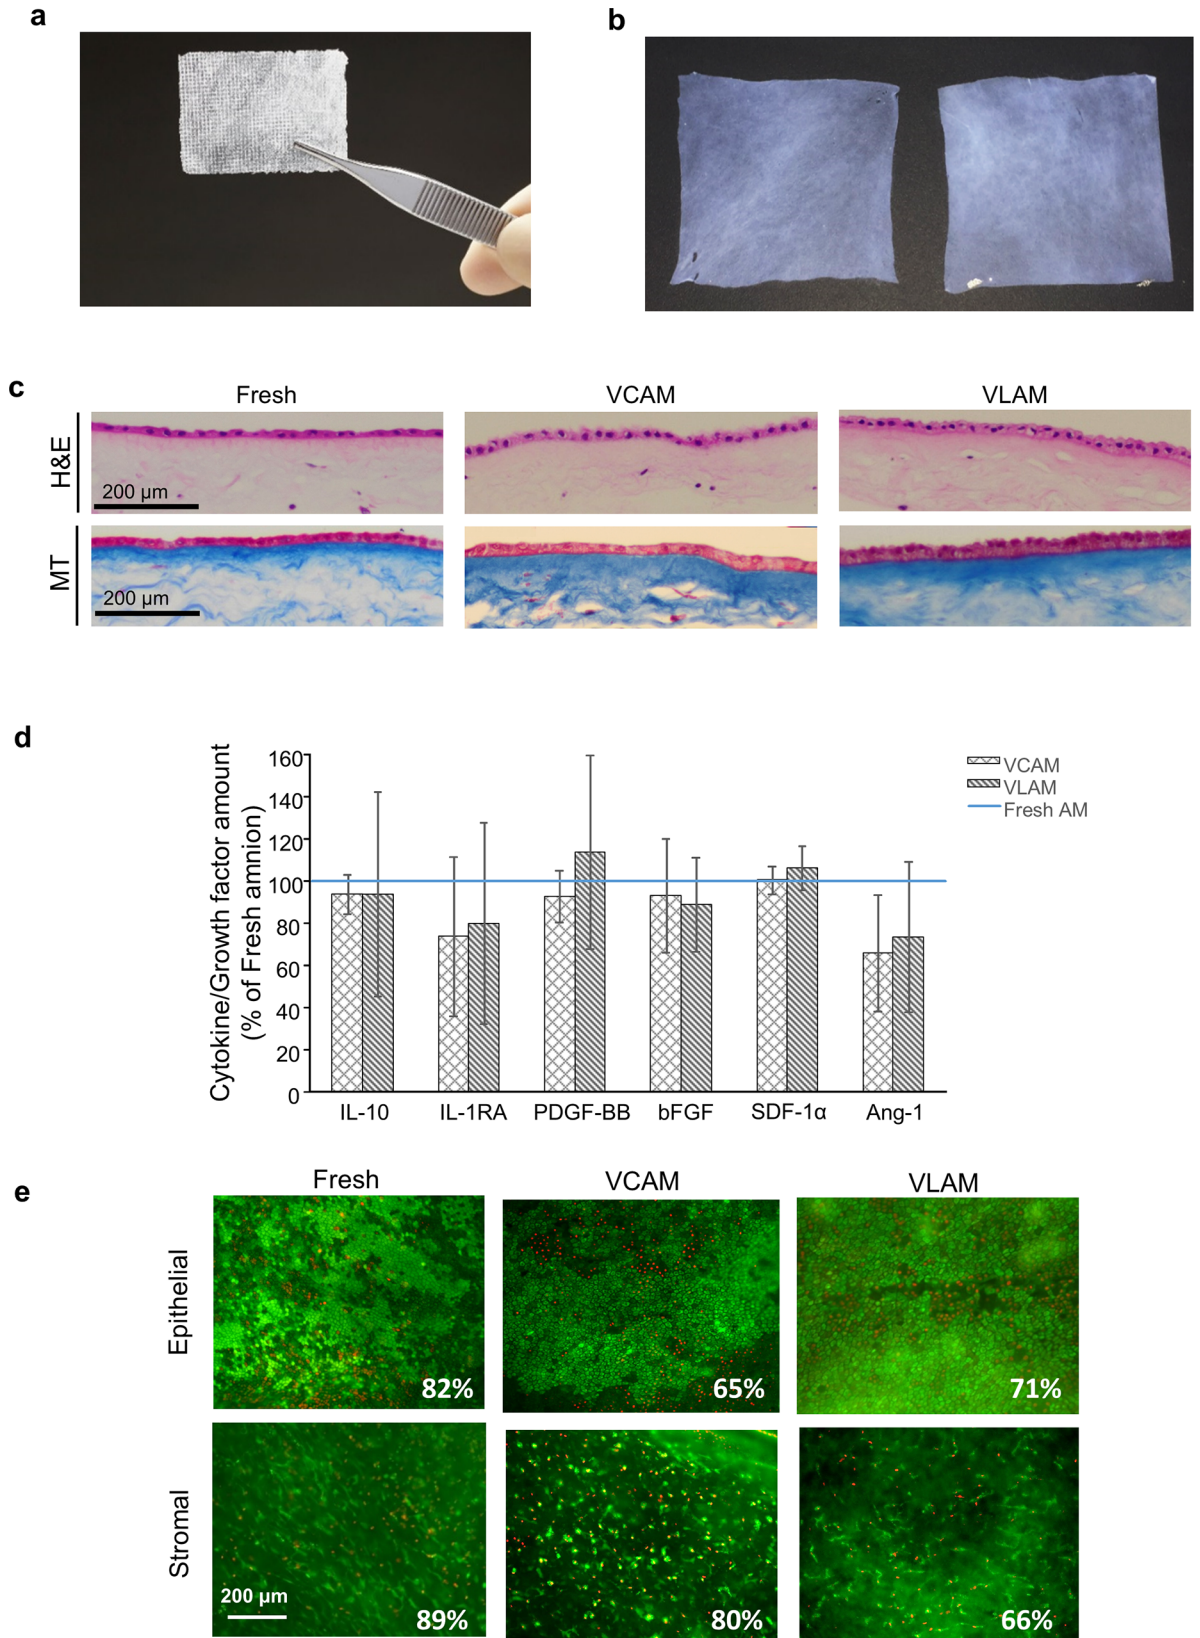 a
b
c
Fresh
VCAM
VLAM
H&E
200 µm
MT
200 µm
d
Cytokine/Growth factor amount
(% of Fresh amnion)
160
140
120
100
80
60
40
20
0
IL-10
IL-1RA
PDGF-BB
bFGF
SDF-1α
Ang-1
VCAM
VLAM
Fresh AM
e
Fresh
VCAM
VLAM
Epithelial
82%
65%
71%
Stromal
200 µm
89%
80%
66%